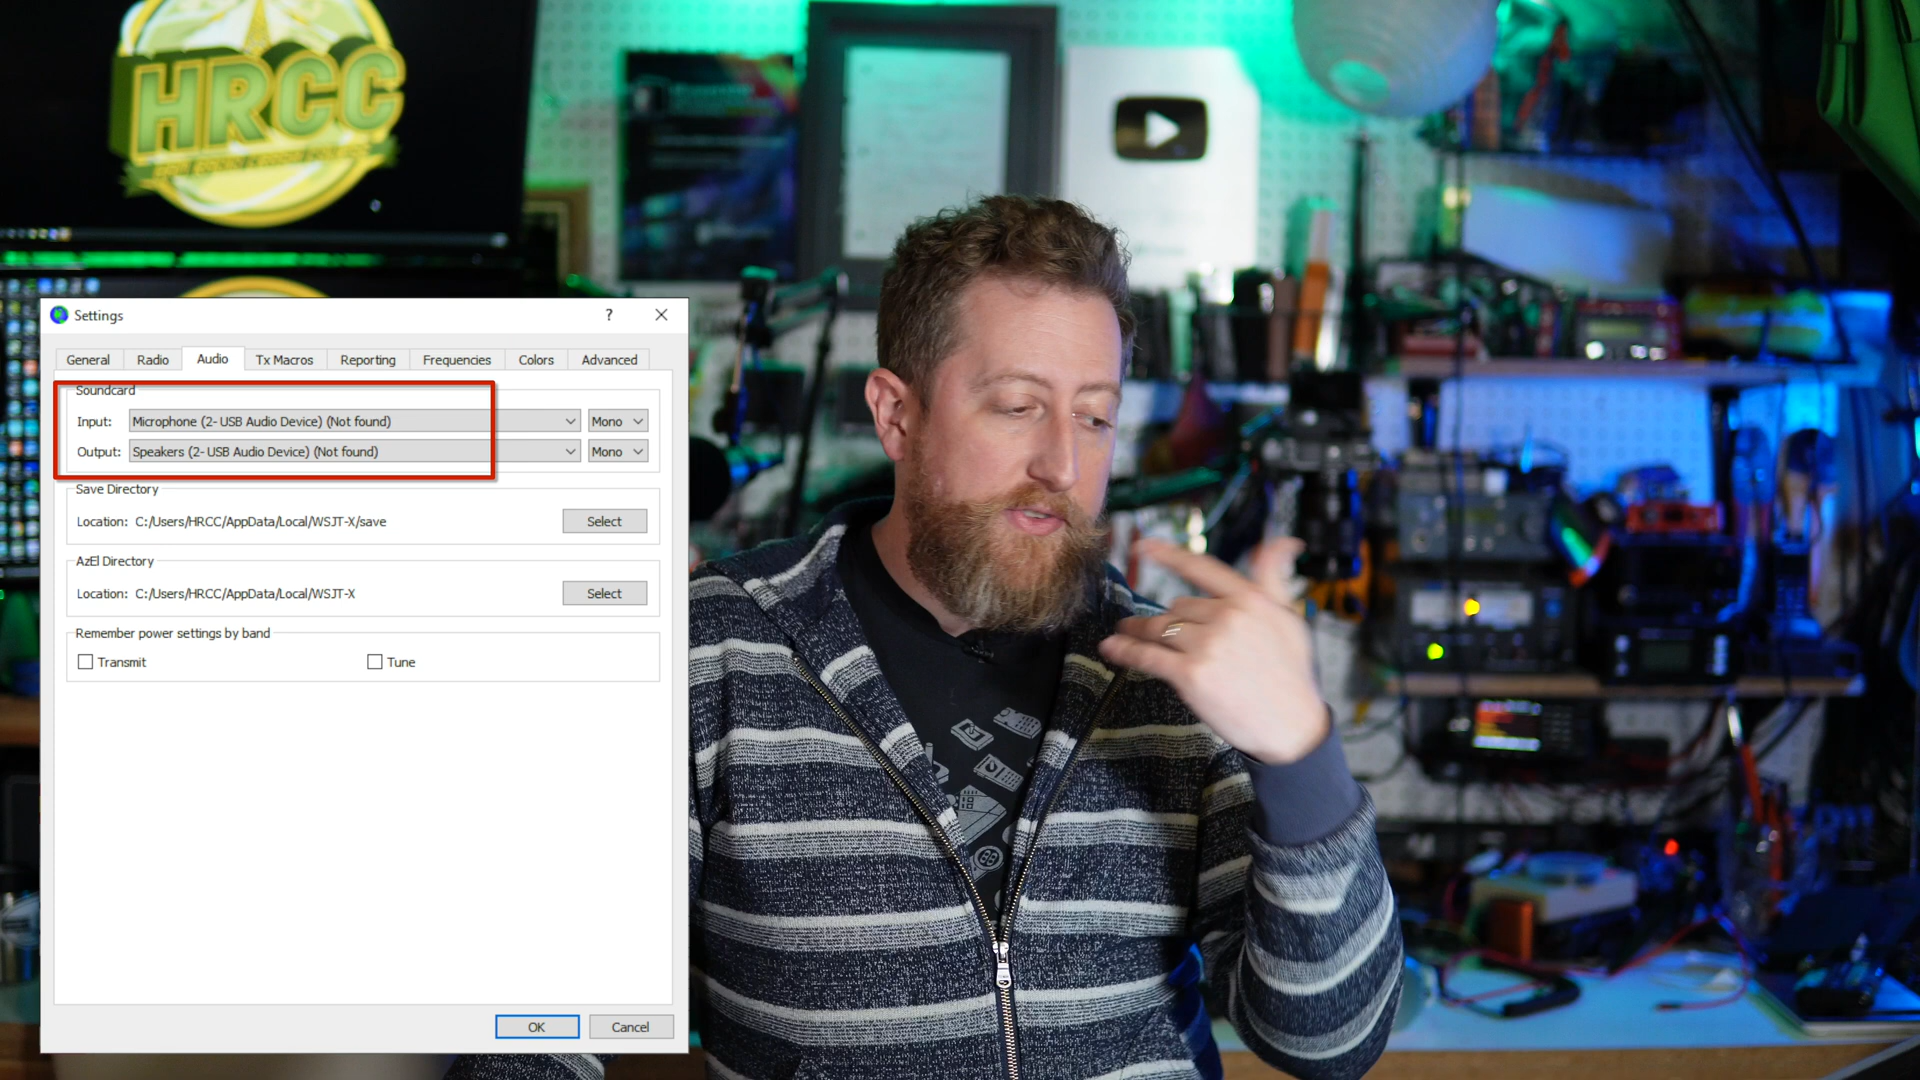 HRCC
Settings
?
General Radio Audio Tx Macros Reporting Frequencies Colors Advanced
Soundcard
Input: Microphone (2- USB Audio Device) (Not found) Mono
Output: Speakers (2- USB Audio Device) (Not found) Mono
Save Directory
Location: C:/Users/HRCC/AppData/Local/WSJT-X/save Select
AzEl Directory
Location: C:/Users/HRCC/AppData/Local/WSJT-X Select
Remember power settings by band
Transmit Tune
OK Cancel